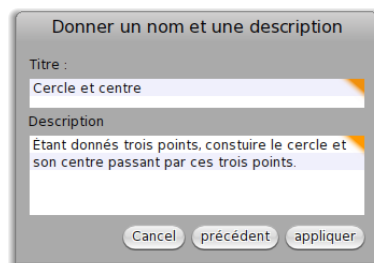 Donner un nom et une description
Titre :
Cercle et centre
Description
Étant donnés trois points, constuire le cercle et
son centre passant par ces trois points.
Cancel précédent appliquer